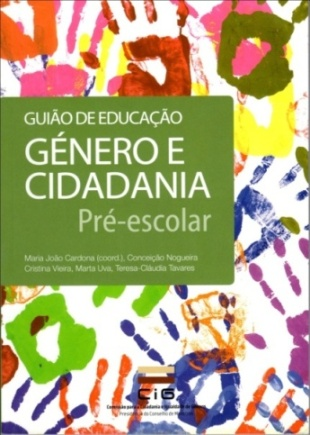 GUIÃO DE EDUCAÇÃO
GÉNERO E
CIDADANIA
Pré-escolar
Maria João Cardona (coord.), Conceição Nogueira
Cristina Vieira, Marta Uva, Teresa-Cláudia Tavares
CIG